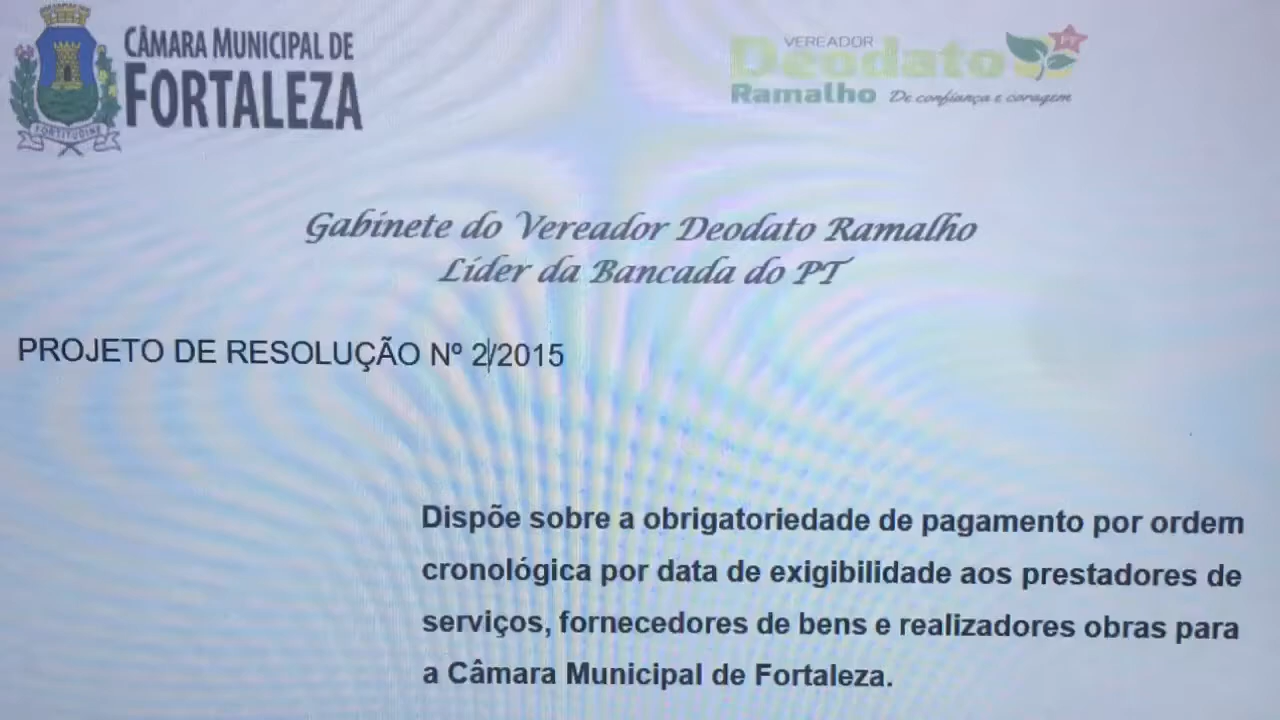 CÂMARA MUNICIPAL DE
FORTALEZA
FORTITUDINE
VEREADOR
Deodato
PT
Ramalho De confiança e coragem
Gabinete do Vereador Deodato Ramalho
Líder da Bancada do PT
PROJETO DE RESOLUÇÃO Nº 2/2015
Dispõe sobre a obrigatoriedade de pagamento por ordem
cronológica por data de exigibilidade aos prestadores de
serviços, fornecedores de bens e realizadores obras para
a Câmara Municipal de Fortaleza.